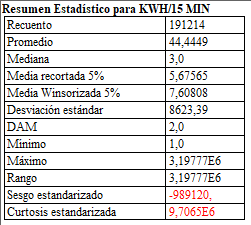 Resumen Estadístico para KWH/15 MIN
Recuento 191214
Promedio 44,4449
Mediana 3,0
Media recortada 5% 5,67565
Media Winsorizada 5% 7,60808
Desviación estándar 8623,39
DAM 2,0
Mínimo 1,0
Máximo 3,19777E6
Rango 3,19777E6
Sesgo estandarizado -989120,
Curtosis estandarizada 9,7065E6